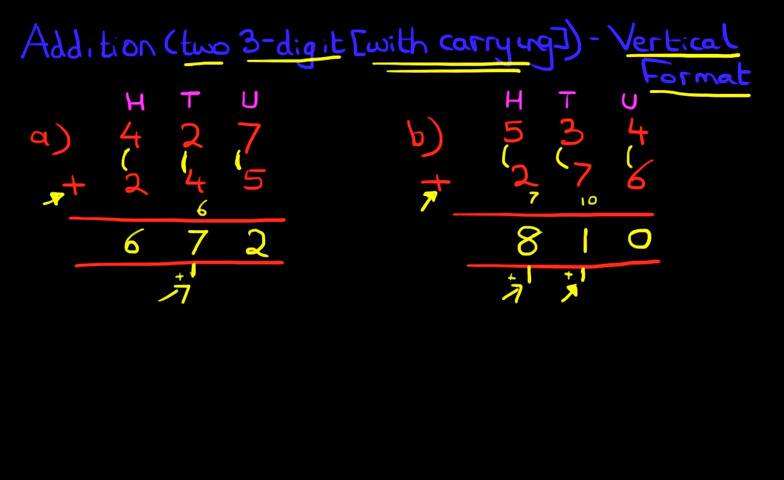 Addition (two 3-digit [with carrying]) - Vertical
Format
H T U
a) 4 2 7
+ 2 4 5
6
6 7 2
+1
H T U
b) 5 3 4
+ 2 7 6
7 10
8 1 0
+1 +1